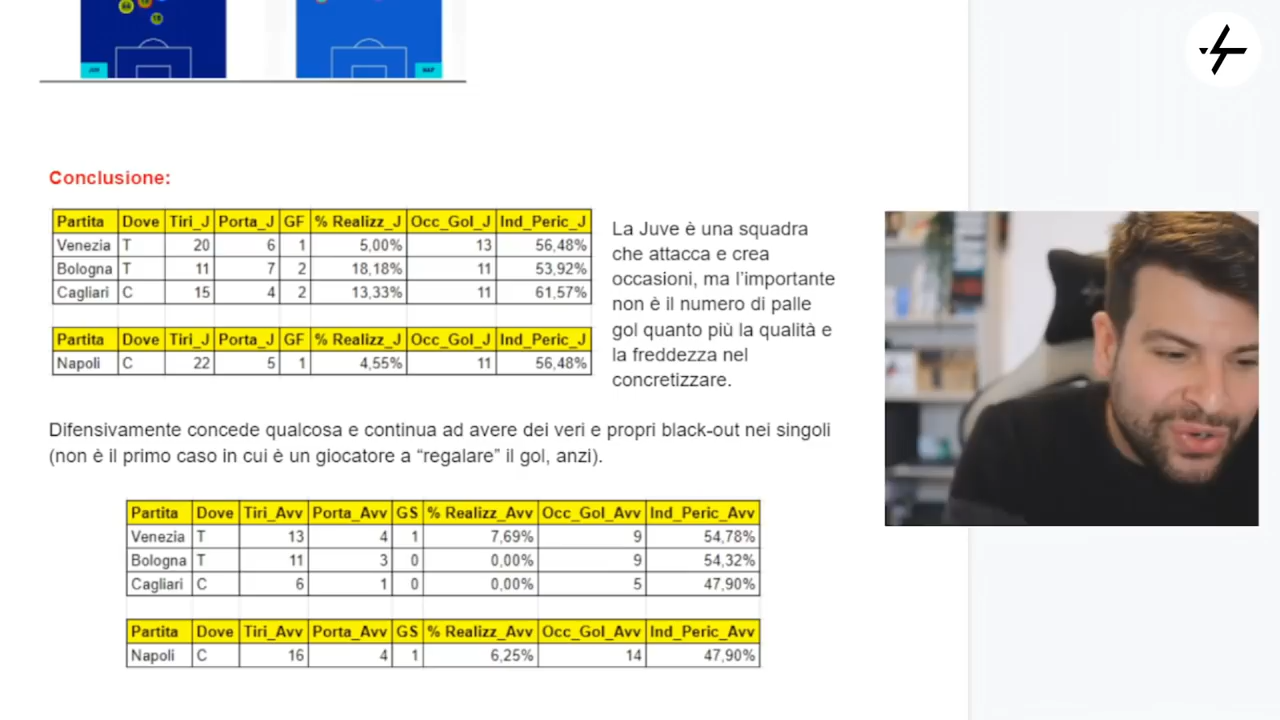 Conclusione:
Partita Dove Tiri_J Porta_J GF % Realizz_J Occ_Gol_J Ind_Peric_J
Venezia T 20 6 1 5,00% 13 56,48%
Bologna T 11 7 2 18,18% 11 53,92%
Cagliari C 15 4 2 13,33% 11 61,57%
Partita Dove Tiri_J Porta_J GF % Realizz_J Occ_Gol_J Ind_Peric_J
Napoli C 22 5 1 4,55% 11 56,48%
La Juve è una squadra
che attacca e crea
occasioni, ma l'importante
non è il numero di palle
gol quanto più la qualità e
la freddezza nel
concretizzare.
Difensivamente concede qualcosa e continua ad avere dei veri e propri black-out nei singoli
(non è il primo caso in cui è un giocatore a “regalare” il gol, anzi).
Partita Dove Tiri_Avv Porta_Avv GS % Realizz_Avv Occ_Gol_Avv Ind_Peric_Avv
Venezia T 13 4 1 7,69% 9 54,78%
Bologna T 11 3 0 0,00% 9 54,32%
Cagliari C 6 1 0 0,00% 5 47,90%
Partita Dove Tiri_Avv Porta_Avv GS % Realizz_Avv Occ_Gol_Avv Ind_Peric_Avv
Napoli C 16 4 1 6,25% 14 47,90%